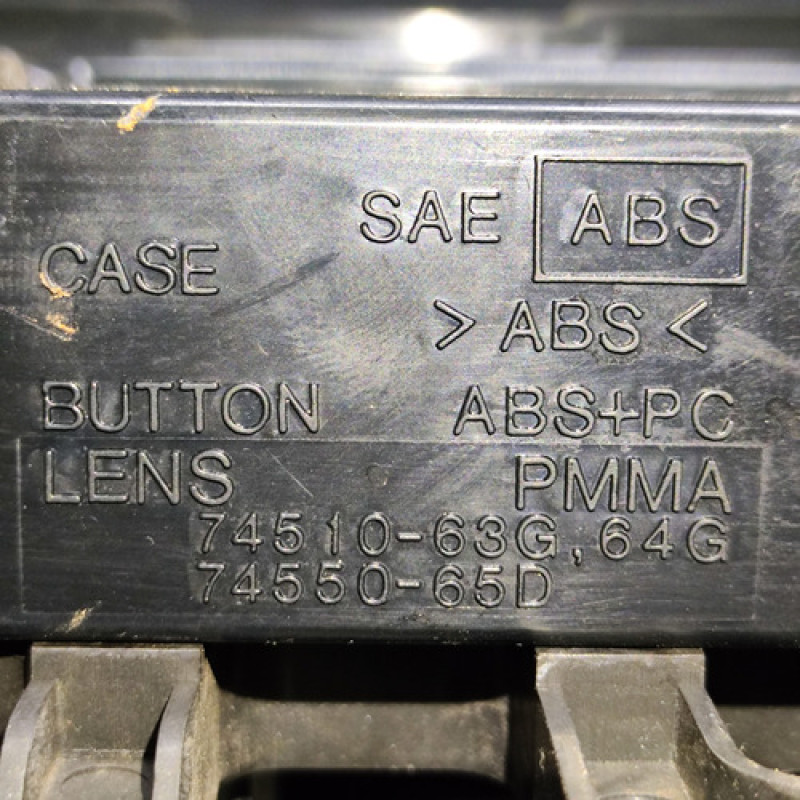 SAE ABS
CASE
>ABS<
BUTTON ABS+PC
LENS PMMA
74510-63G, 64G
74550-65D